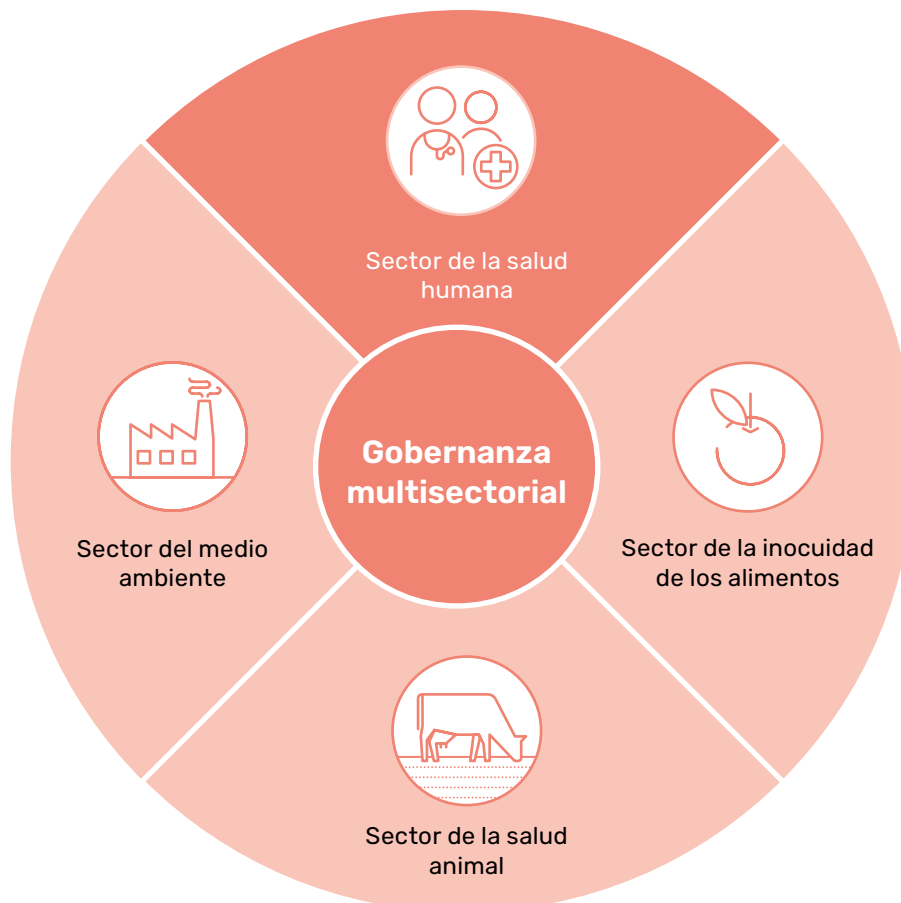 Sector de la salud
humana
Gobernanza
multisectorial
Sector del medio
ambiente
Sector de la inocuidad
de los alimentos
Sector de la salud
animal